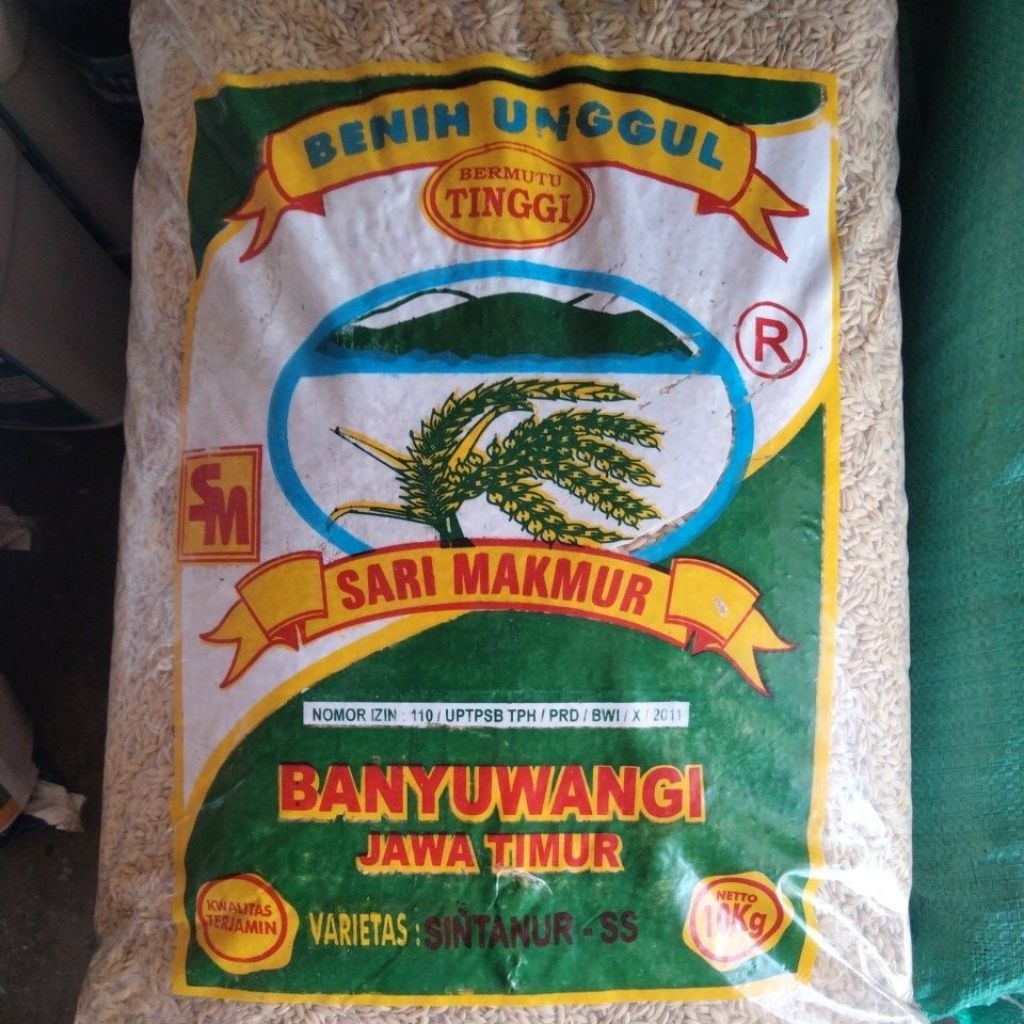 BENIH UNGGUL
BERMUTU
TINGGI
R
SM
SARI MAKMUR
NOMOR IZIN : 110 / UPTPSB TPH / PRD / BWI / X / 2011
BANYUWANGI
JAWA TIMUR
KWALITAS
TERJAMIN
VARIETAS : SINTANUR - SS
NETTO
10Kg